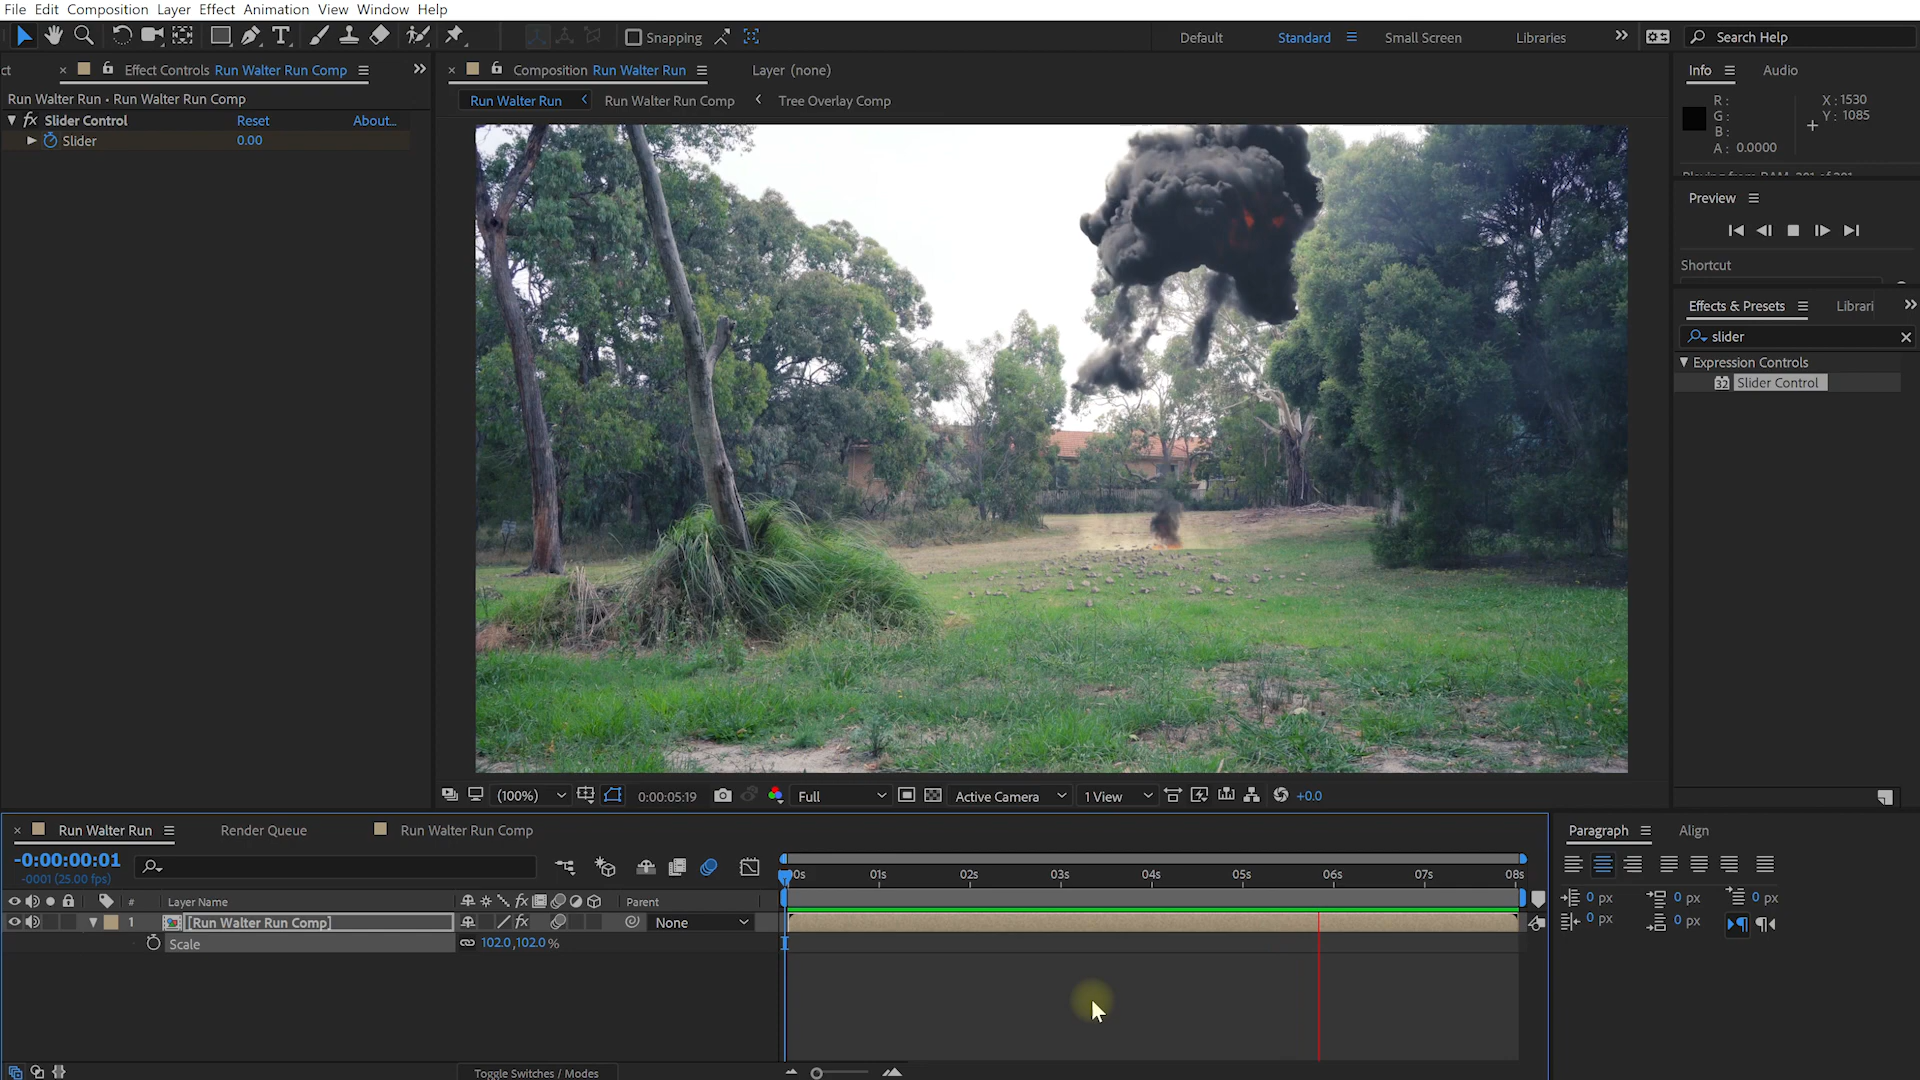 File Edit Composition Layer Effect Animation View Window Help
Snapping
Default Standard Small Screen Libraries
Search Help
ct Effect Controls Run Walter Run Comp
Composition Run Walter Run
Layer (none)
Info Audio
Run Walter Run • Run Walter Run Comp
Run Walter Run Run Walter Run Comp Tree Overlay Comp
R : X : 1530
G : Y : 1085
B :
A : 0.0000
fx Slider Control Reset About...
Slider 0.00
Preview
Shortcut
Effects & Presets Librari
slider
Expression Controls
32 Slider Control
(100%) 0:00:05:19 Full Active Camera 1 View +0.0
Run Walter Run Render Queue Run Walter Run Comp
Paragraph Align
-0:00:00:01
-0001 (25.00 fps)
00s 01s 02s 03s 04s 05s 06s 07s 08s
# Layer Name fx Parent
0 px 0 px 0 px
1 [Run Walter Run Comp] fx None
0 px 0 px
Scale 102.0,102.0 %
Toggle Switches / Modes